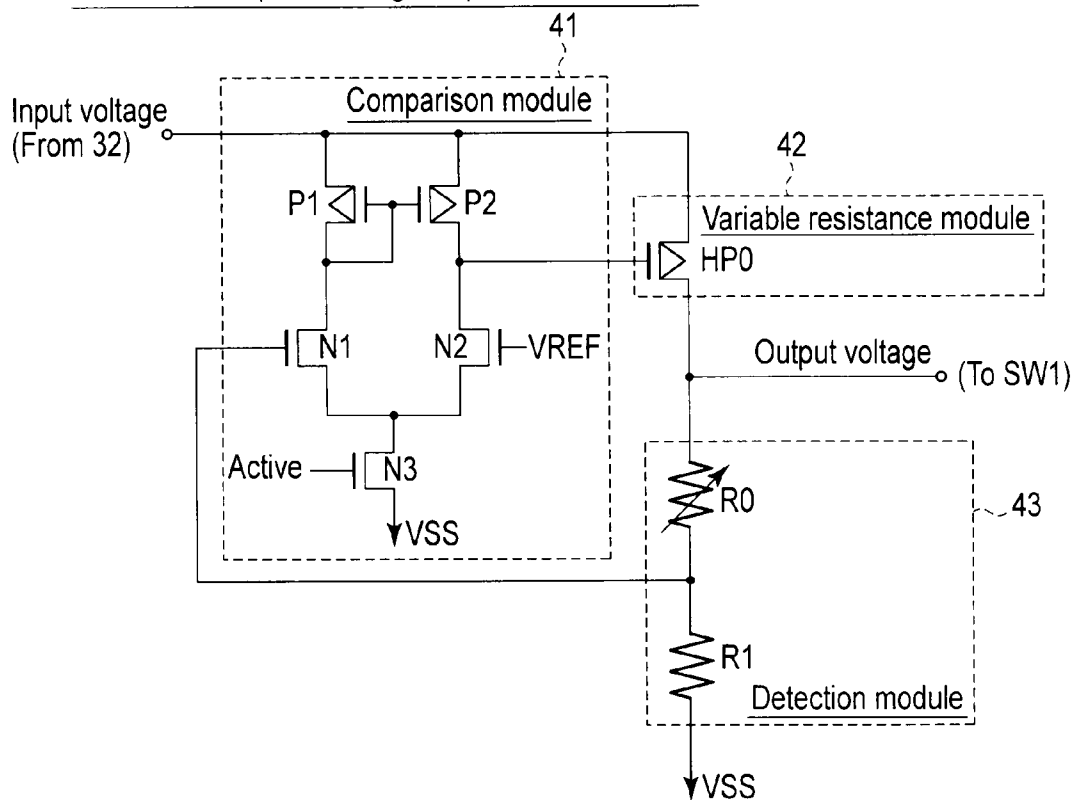 41
Input voltage
(From 32)
Comparison module
42
P1
P2
Variable resistance module
HP0
N1
N2
VREF
Output voltage
(To SW1)
Active
N3
VSS
R0
43
R1
Detection module
VSS